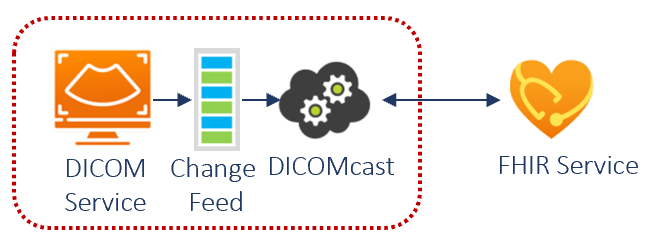 DICOM
Service
Change
Feed
DICOMcast
FHIR Service